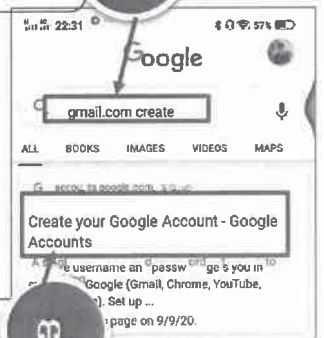 22:31 57%
Google
gmail.com create
ALL BOOKS IMAGES VIDEOS MAPS
Create your Google Account - Google
Accounts
username
Google (Gmail, Chrome, YouTube,
Set up ...
page on 9/9/20.